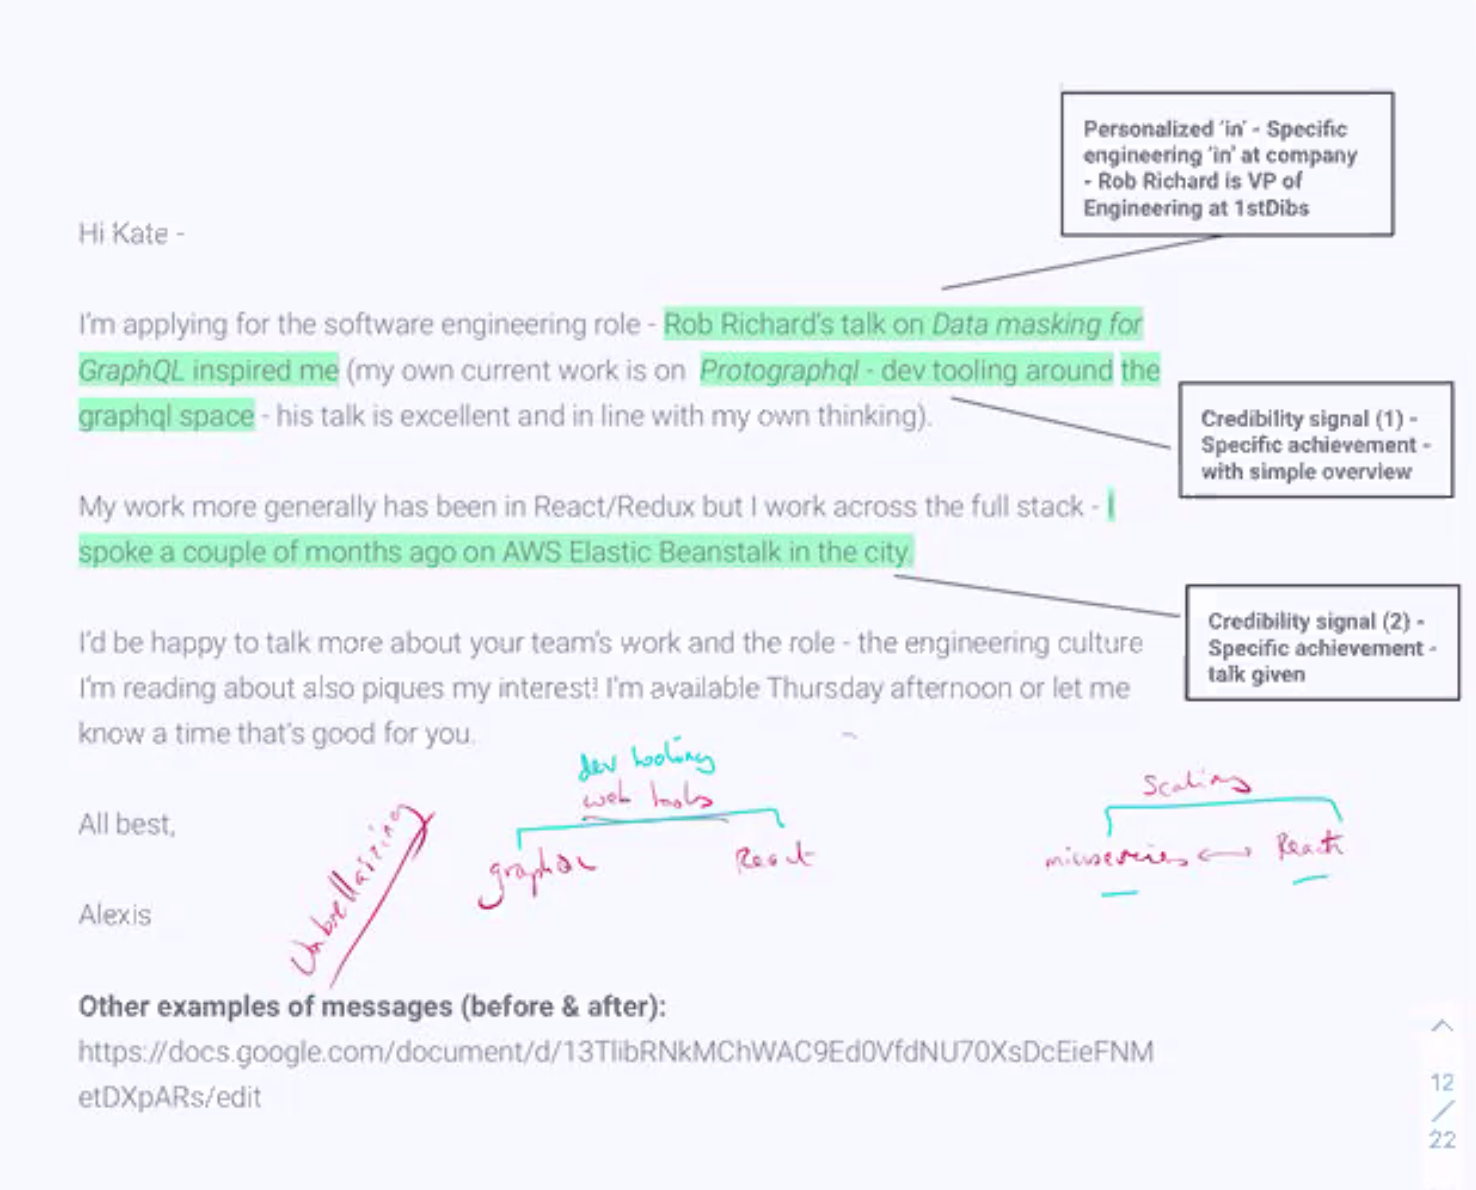 Personalized 'in' - Specific
engineering 'in' at company
- Rob Richard is VP of
Engineering at 1stDibs
Hi Kate -
I'm applying for the software engineering role - Rob Richard's talk on Data masking for
GraphQL inspired me (my own current work is on Protographql - dev tooling around the
graphql space - his talk is excellent and in line with my own thinking).
Credibility signal (1) -
Specific achievement -
with simple overview
My work more generally has been in React/Redux but I work across the full stack - I
spoke a couple of months ago on AWS Elastic Beanstalk in the city.
Credibility signal (2) -
Specific achievement -
talk given
I'd be happy to talk more about your team's work and the role - the engineering culture
I'm reading about also piques my interest! I'm available Thursday afternoon or let me
know a time that's good for you.
dev tooling
web tools
graphQL
React
Scaling
React
All best,
Umbrellasizing
Alexis
Other examples of messages (before & after):
https://docs.google.com/document/d/13TlibRNkMChWAC9Ed0VfdNU70XsDcEieFNM
etDXpARs/edit
12
/
22